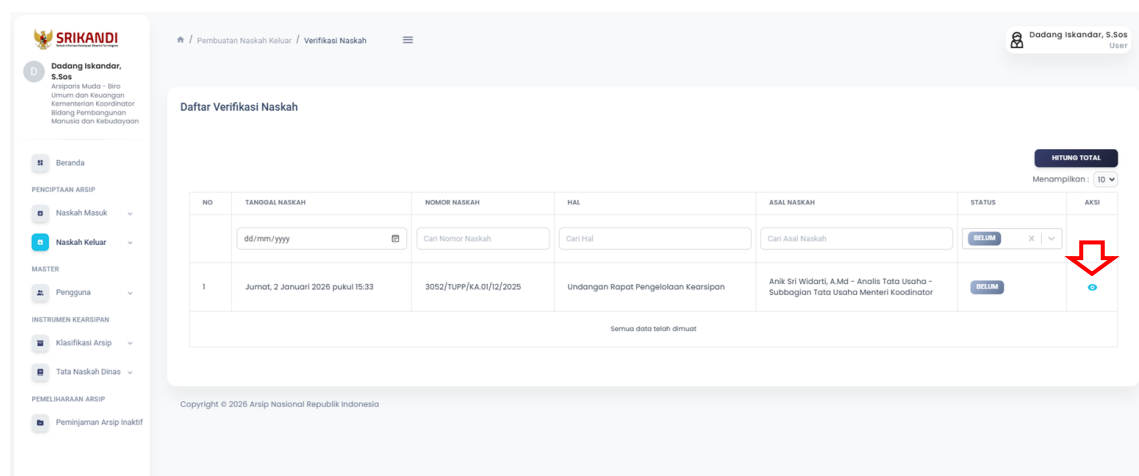 SRIKANDI
Pembuatan Naskah Keluar / Verifikasi Naskah
Dadang Iskandar, S.Sos
User
D
Dadang Iskandar,
S.Sos
Arsiparis Muda - Biro
Umum dan Keuangan
Kementerian Koordinator
Bidang Pembangunan
Manusia dan Kebudayaan
Beranda
PENCIPTAAN ARSIP
Naskah Masuk
Naskah Keluar
MASTER
Pengguna
INSTRUMEN KEARSIPAN
Klasifikasi Arsip
Tata Naskah Dinas
PEMELIHARAAN ARSIP
Peminjaman Arsip Inaktif
Daftar Verifikasi Naskah
HITUNG TOTAL
Menampilkan : 10
NO TANGGAL NASKAH NOMOR NASKAH HAL ASAL NASKAH STATUS AKSI
dd/mm/yyyy Cari Nomor Naskah Cari Hal Cari Asal Naskah BELUM
1 Jumat, 2 Januari 2026 pukul 15:33 3052/TUPP/KA.01/12/2025 Undangan Rapat Pengelolaan Kearsipan Anik Sri Widarti, A.Md - Analis Tata Usaha -
Subbagian Tata Usaha Menteri Koodinator BELUM
Semua data telah dimuat
Copyright © 2026 Arsip Nasional Republik Indonesia